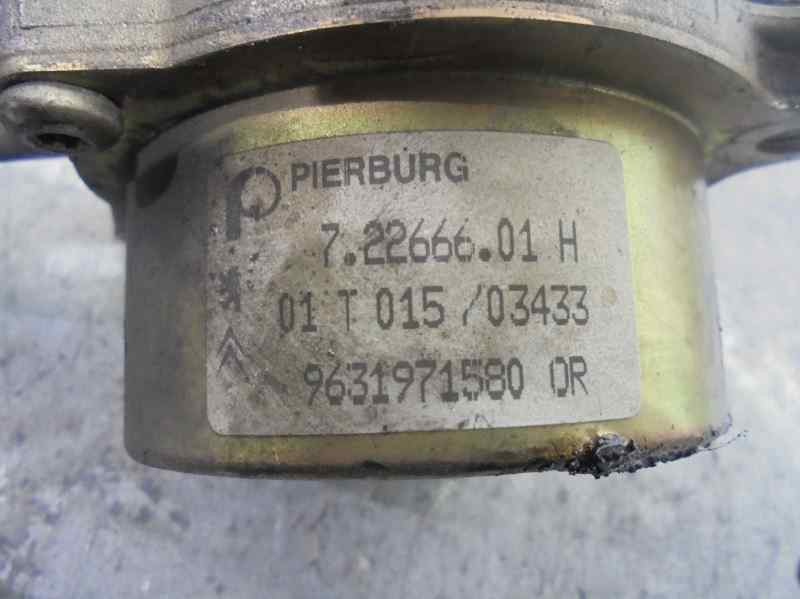 PIERBURG
7.22666.01 H
01 T 015 /03433
9631971580 OR